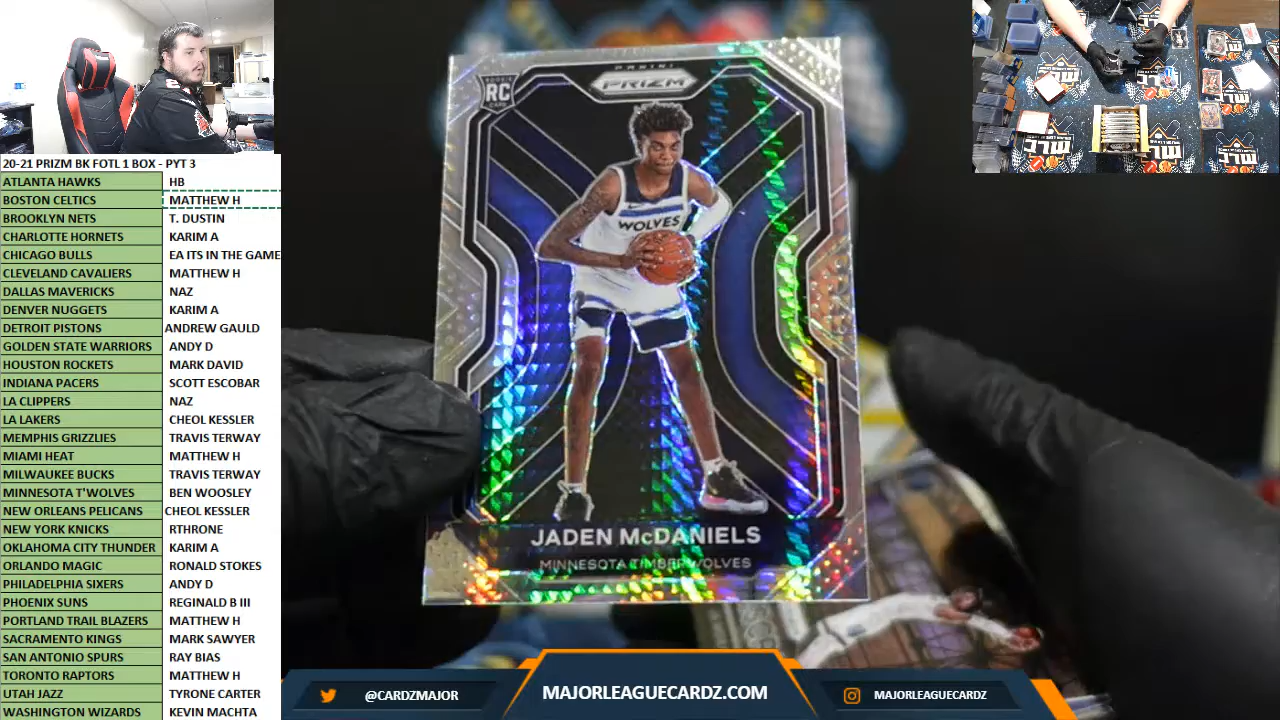 20-21 PRIZM BK FOTL 1 BOX - PYT 3
ATLANTA HAWKS HB
BOSTON CELTICS MATTHEW H
BROOKLYN NETS T. DUSTIN
CHARLOTTE HORNETS KARIM A
CHICAGO BULLS EA ITS IN THE GAME
CLEVELAND CAVALIERS MATTHEW H
DALLAS MAVERICKS NAZ
DENVER NUGGETS KARIM A
DETROIT PISTONS ANDREW GAULD
GOLDEN STATE WARRIORS ANDY D
HOUSTON ROCKETS MARK DAVID
INDIANA PACERS SCOTT ESCOBAR
LA CLIPPERS NAZ
LA LAKERS CHEOL KESSLER
MEMPHIS GRIZZLIES TRAVIS TERWAY
MIAMI HEAT MATTHEW H
MILWAUKEE BUCKS TRAVIS TERWAY
MINNESOTA T'WOLVES BEN WOOSLEY
NEW ORLEANS PELICANS CHEOL KESSLER
NEW YORK KNICKS RTHRONE
OKLAHOMA CITY THUNDER KARIM A
ORLANDO MAGIC RONALD STOKES
PHILADELPHIA SIXERS ANDY D
PHOENIX SUNS REGINALD B III
PORTLAND TRAIL BLAZERS MATTHEW H
SACRAMENTO KINGS MARK SAWYER
SAN ANTONIO SPURS RAY BIAS
TORONTO RAPTORS MATTHEW H
UTAH JAZZ TYRONE CARTER
WASHINGTON WIZARDS KEVIN MACHTA
PANINI
PRIZM
ROOKIE
RC
CARD
WOLVES
JADEN McDANIELS
MINNESOTA TIMBERWOLVES
MLC
@CARDZMAJOR
MAJORLEAGUECARDZ.COM
MAJORLEAGUECARDZ